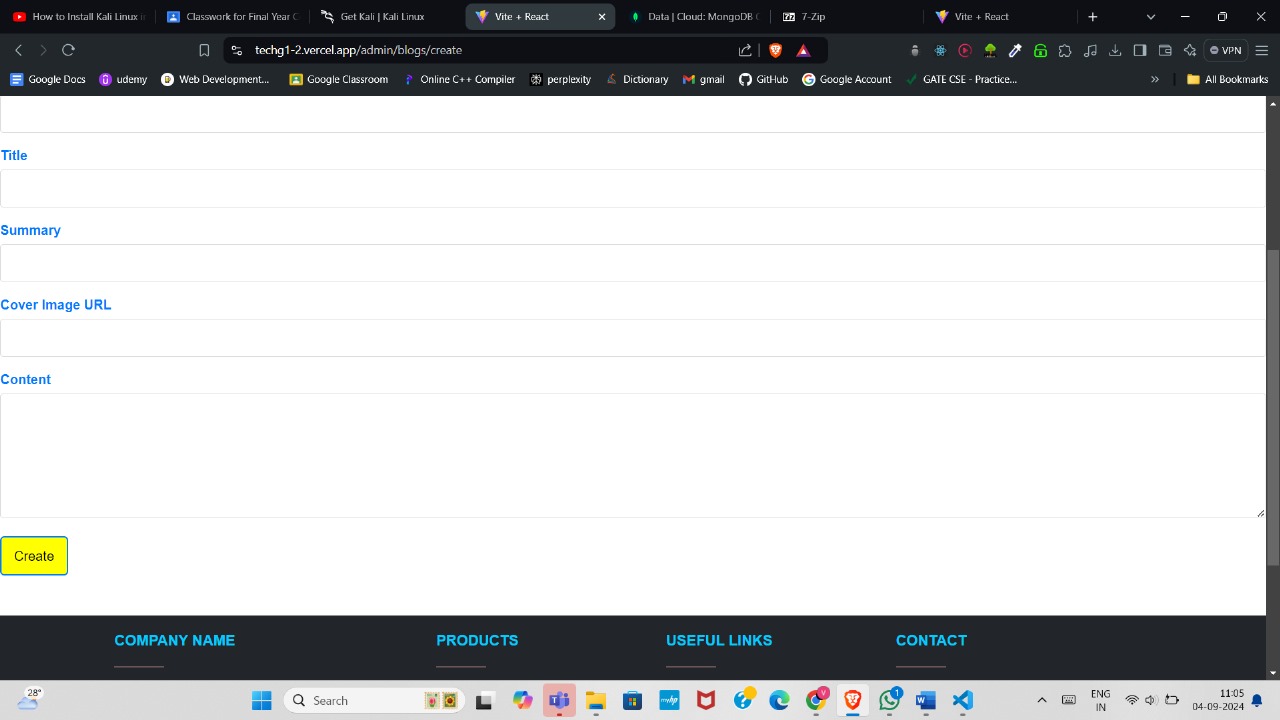 How to Install Kali Linux in
Classwork for Final Year C
Get Kali | Kali Linux
Vite + React
Data | Cloud: MongoDB C
7-Zip
Vite + React
techg1-2.vercel.app/admin/blogs/create
VPN
Google Docs
udemy
Web Development...
Google Classroom
Online C++ Compiler
perplexity
Dictionary
gmail
GitHub
Google Account
GATE CSE - Practice...
All Bookmarks
Title
Summary
Cover Image URL
Content
Create
COMPANY NAME
PRODUCTS
USEFUL LINKS
CONTACT
28°
Search
V
1
ENG
IN
11:05
04-09-2024